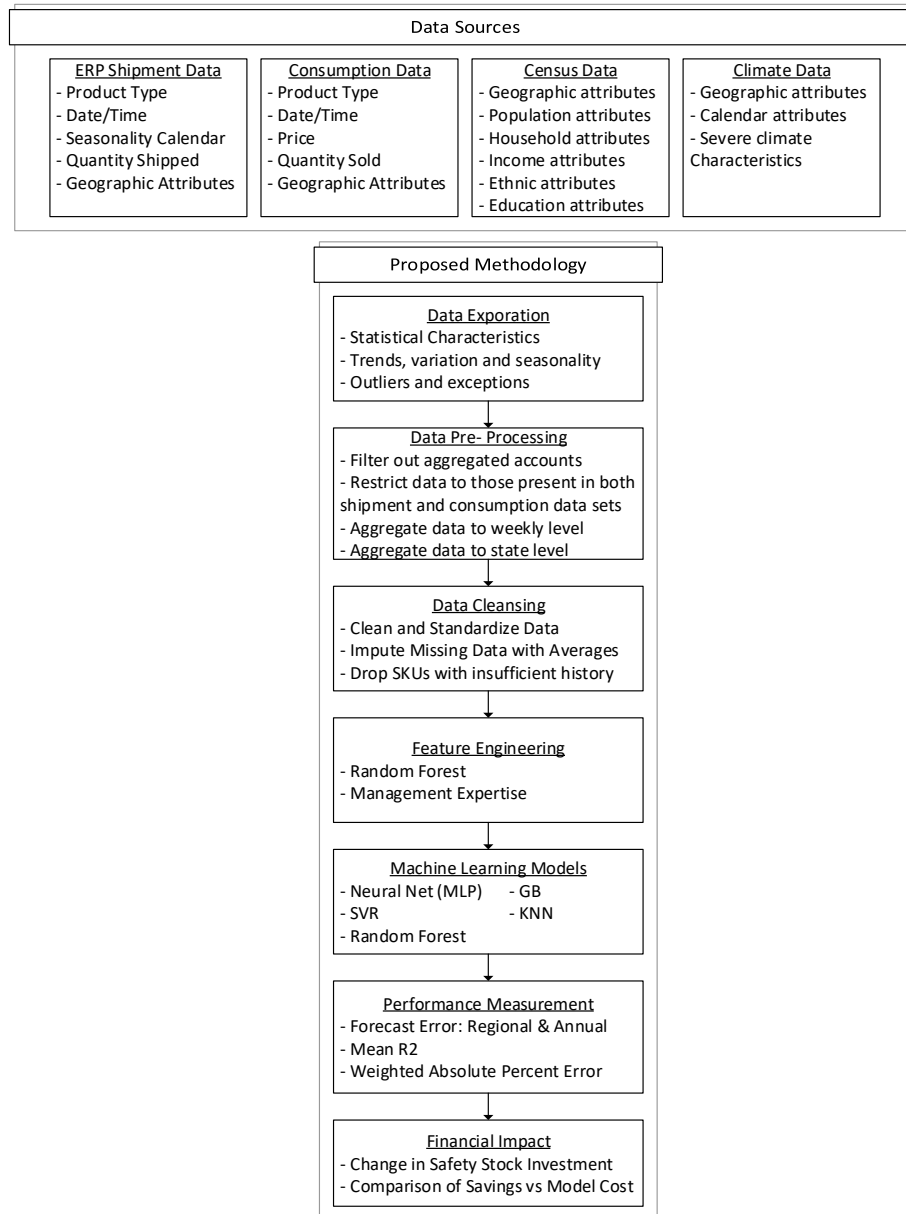 Data Sources
ERP Shipment Data
- Product Type
- Date/Time
- Seasonality Calendar
- Quantity Shipped
- Geographic Attributes
Consumption Data
- Product Type
- Date/Time
- Price
- Quantity Sold
- Geographic Attributes
Census Data
- Geographic attributes
- Population attributes
- Household attributes
- Income attributes
- Ethnic attributes
- Education attributes
Climate Data
- Geographic attributes
- Calendar attributes
- Severe climate
Characteristics
Proposed Methodology
Data Exporation
- Statistical Characteristics
- Trends, variation and seasonality
- Outliers and exceptions
Data Pre- Processing
- Filter out aggregated accounts
- Restrict data to those present in both
shipment and consumption data sets
- Aggregate data to weekly level
- Aggregate data to state level
Data Cleansing
- Clean and Standardize Data
- Impute Missing Data with Averages
- Drop SKUs with insufficient history
Feature Engineering
- Random Forest
- Management Expertise
Machine Learning Models
- Neural Net (MLP) - GB
- SVR - KNN
- Random Forest
Performance Measurement
- Forecast Error: Regional & Annual
- Mean R2
- Weighted Absolute Percent Error
Financial Impact
- Change in Safety Stock Investment
- Comparison of Savings vs Model Cost